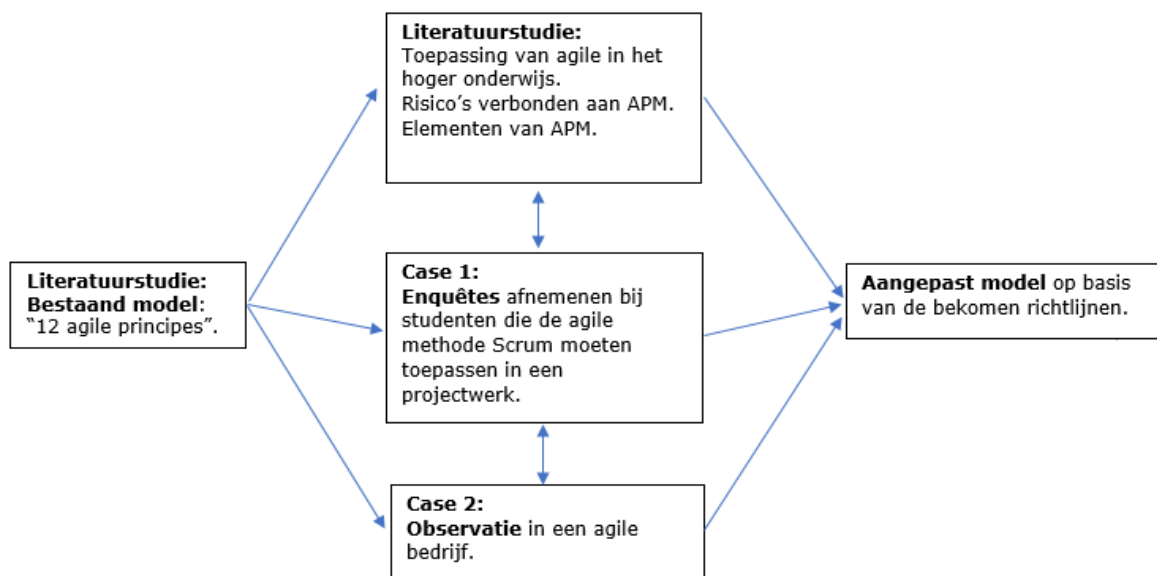 Literatuurstudie:
Toepassing van agile in het
hoger onderwijs.
Risico's verbonden aan APM.
Elementen van APM.
Literatuurstudie:
Bestaand model:
"12 agile principes".
Case 1:
Enquêtes afnemenen bij
studenten die de agile
methode Scrum moeten
toepassen in een
projectwerk.
Aangepast model op basis
van de bekomen richtlijnen.
Case 2:
Observatie in een agile
bedrijf.